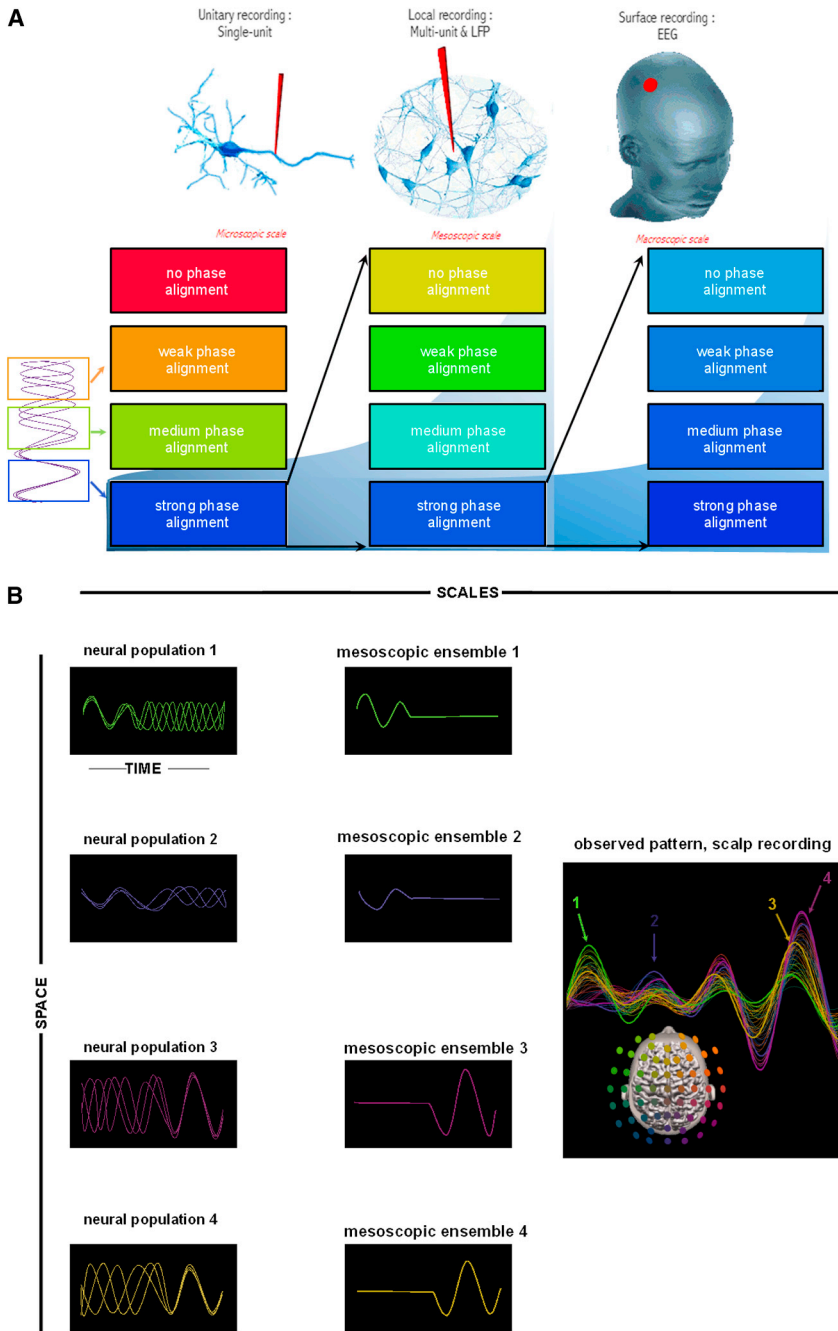 A
Unitary recording :
Single-unit
Local recording :
Multi-unit & LFP
Surface recording :
EEG
Microscopic scale
Mesoscopic scale
Macroscopic scale
no phase
alignment
no phase
alignment
no phase
alignment
weak phase
alignment
weak phase
alignment
weak phase
alignment
medium phase
alignment
medium phase
alignment
medium phase
alignment
strong phase
alignment
strong phase
alignment
strong phase
alignment
B
SCALES
SPACE
neural population 1
mesoscopic ensemble 1
TIME
neural population 2
mesoscopic ensemble 2
observed pattern, scalp recording
1
2
3
4
neural population 3
mesoscopic ensemble 3
neural population 4
mesoscopic ensemble 4